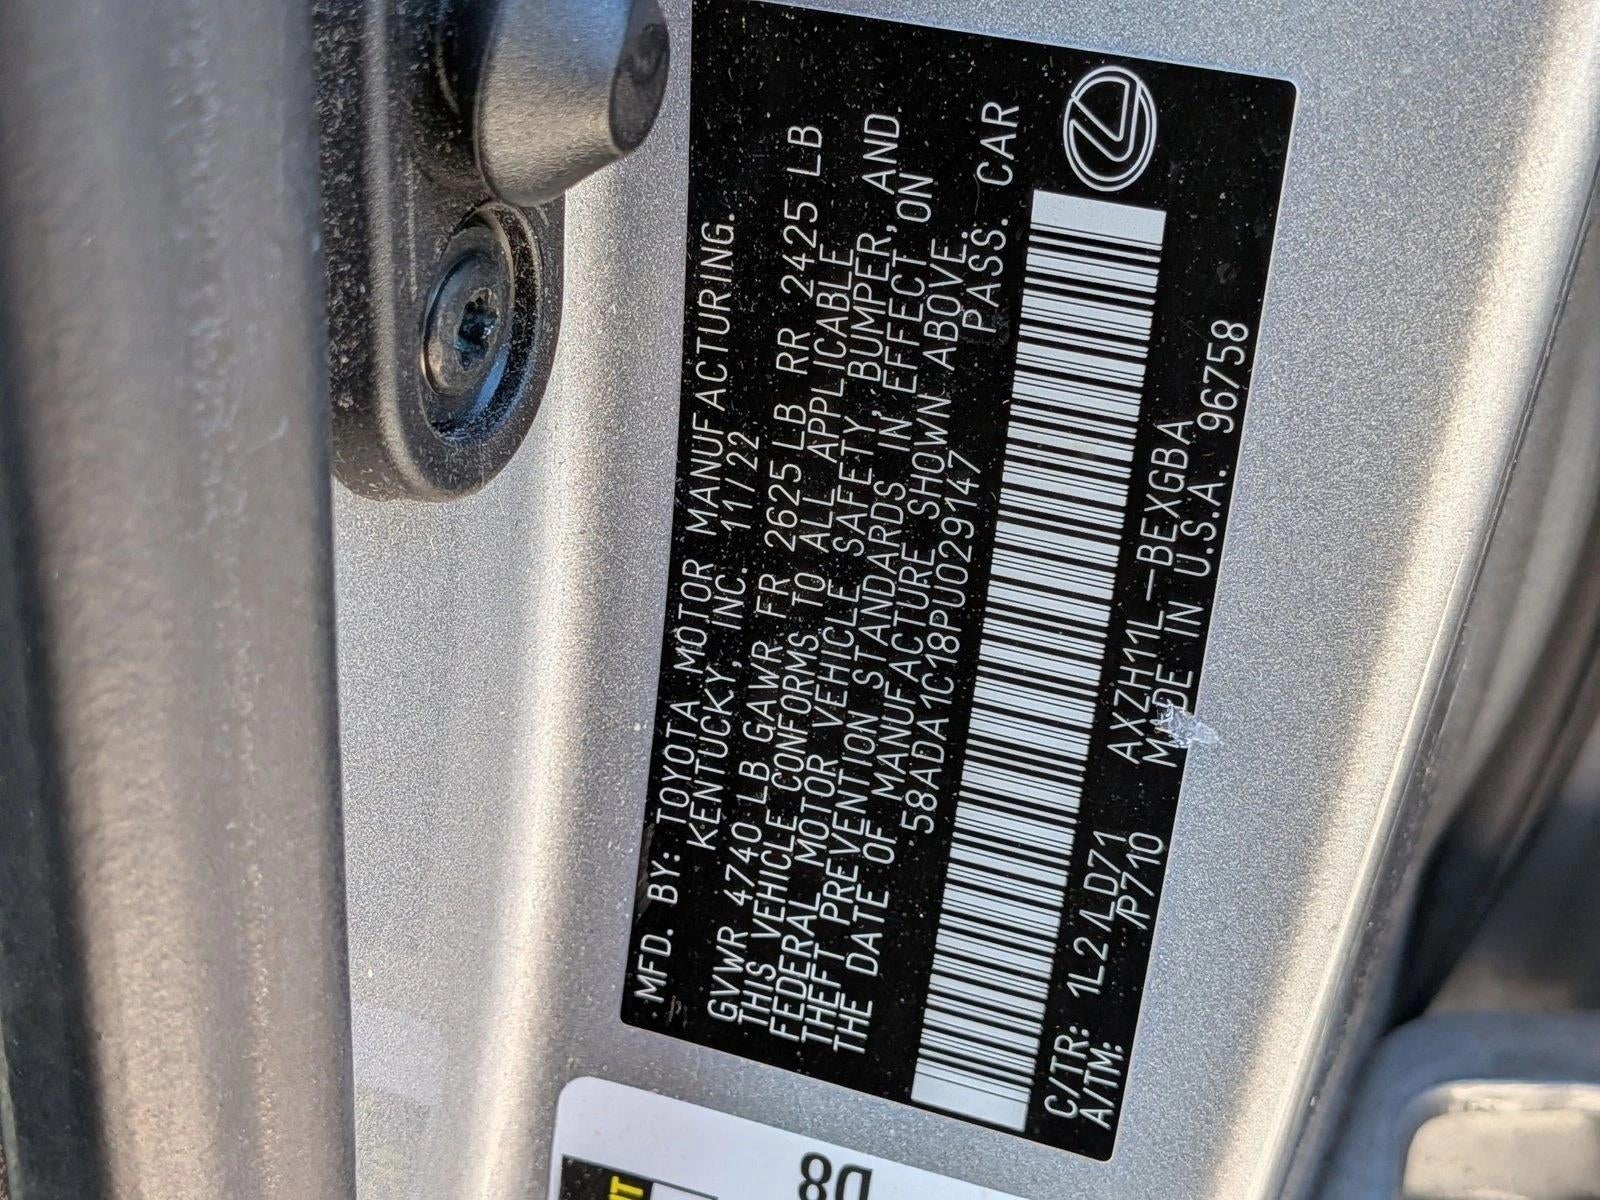 MFD. BY: TOYOTA MOTOR MANUFACTURING.
KENTUCKY, INC. 11/22
GVWR 4740 LB GAWR FR 2625 LB RR 2425 LB
THIS VEHICLE CONFORMS TO ALL APPLICABLE
FEDERAL MOTOR VEHICLE SAFETY, BUMPER, AND
THEFT PREVENTION STANDARDS IN EFFECT ON
THE DATE OF MANUFACTURE SHOWN ABOVE.
58ADA1C18PU029147 PASS. CAR
C/TR: 1L2/LD71 AXZH11L-BEXGBA
A/TM: /P710 MADE IN U.S.A. 96758
D8